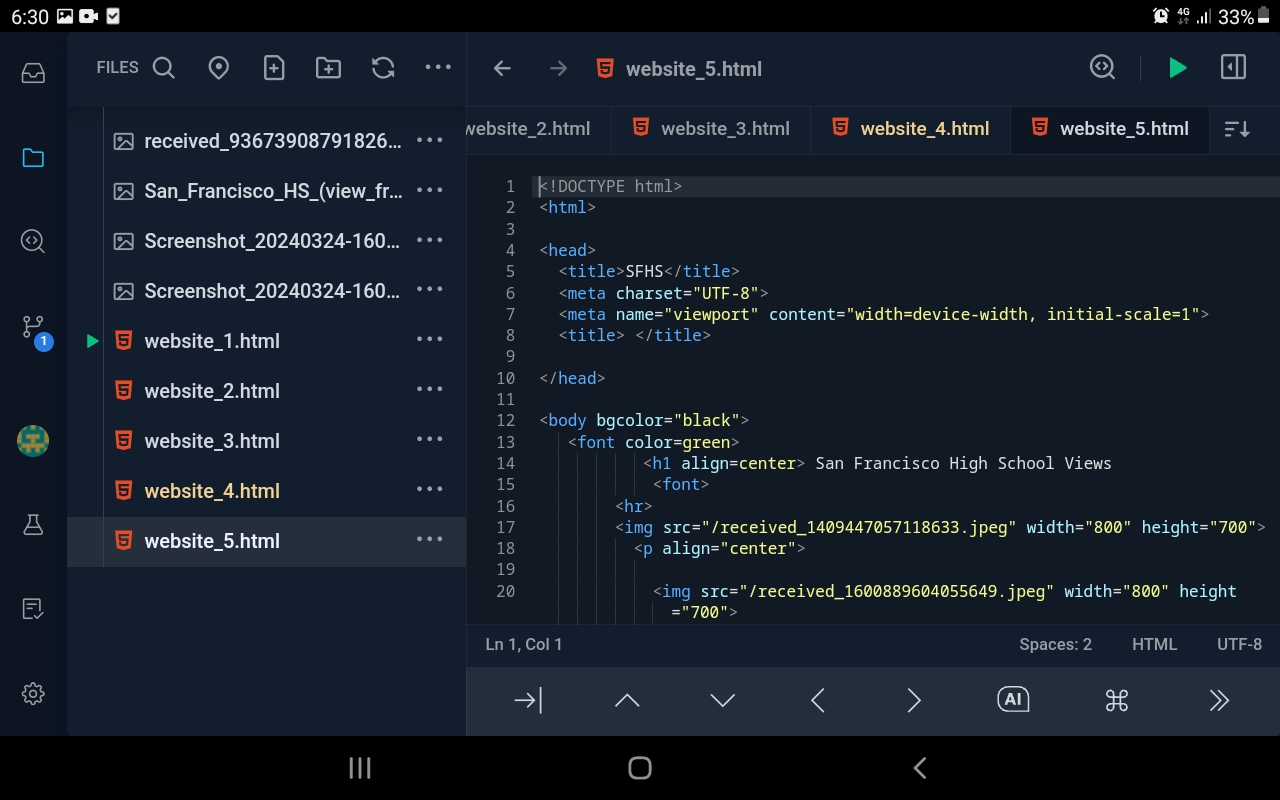 6:30
4G 33%
FILES
received_93673908791826...
San_Francisco_HS_(view_fr...
Screenshot_20240324-160...
Screenshot_20240324-160...
website_1.html
1
website_2.html
website_3.html
website_4.html
website_5.html
website_5.html
website_2.html website_3.html website_4.html website_5.html
1 <!DOCTYPE html>
2 <html>
3
4 <head>
5 <title>SFHS</title>
6 <meta charset="UTF-8">
7 <meta name="viewport" content="width=device-width, initial-scale=1">
8 <title> </title>
9
10 </head>
11
12 <body bgcolor="black">
13 <font color=green>
14 <h1 align=center> San Francisco High School Views
15 <font>
16 <hr>
17 <img src="/received_1409447057118633.jpeg" width="800" height="700">
18 <p align="center">
19
20 <img src="/received_1600889604055649.jpeg" width="800" height
="700">
Ln 1, Col 1 Spaces: 2 HTML UTF-8
AI